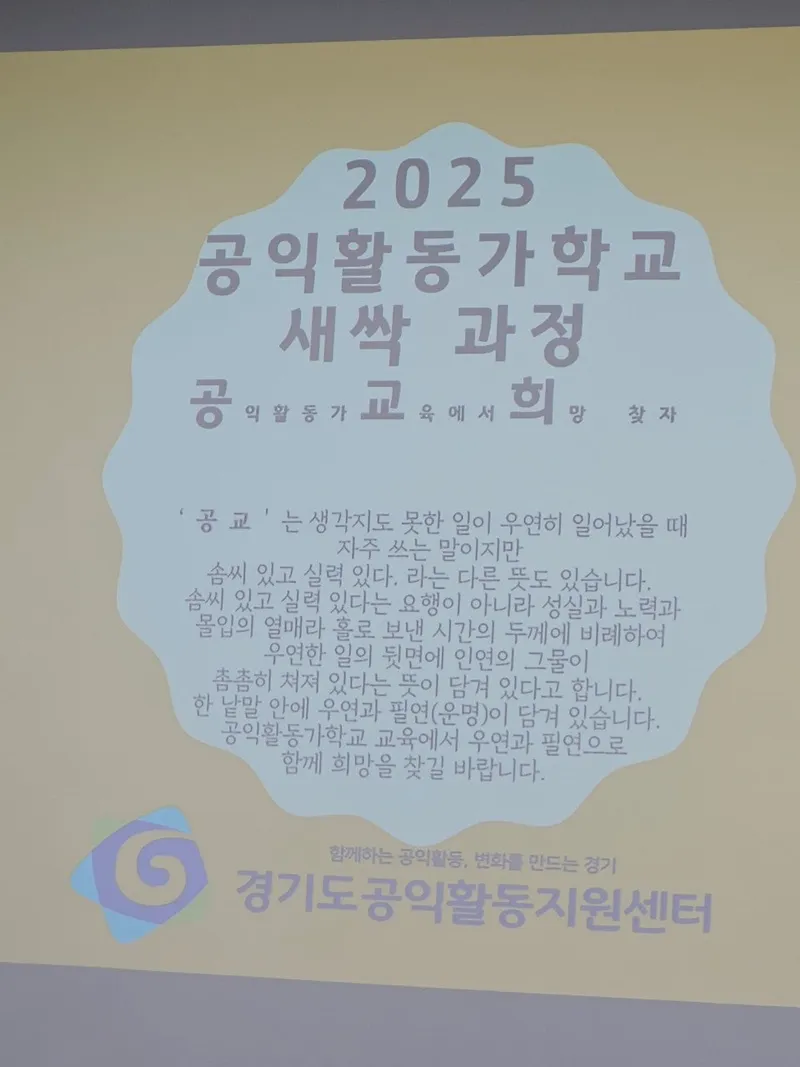 2025
공익활동가학교
새싹 과정
공익활동가교육에서희망 찾자
'공교'는 생각지도 못한 일이 우연히 일어났을 때
자주 쓰는 말이지만
솜씨 있고 실력 있다. 라는 다른 뜻도 있습니다.
솜씨 있고 실력 있다는 요행이 아니라 성실과 노력과
몰입의 열매라 홀로 보낸 시간의 두께에 비례하여
우연한 일의 뒷면에 인연의 그물이
촘촘히 쳐져 있다는 뜻이 담겨 있다고 합니다.
한 낱말 안에 우연과 필연(운명)이 담겨 있습니다.
공익활동가학교 교육에서 우연과 필연으로
함께 희망을 찾길 바랍니다.
함께하는 공익활동, 변화를 만드는 경기
경기도공익활동지원센터